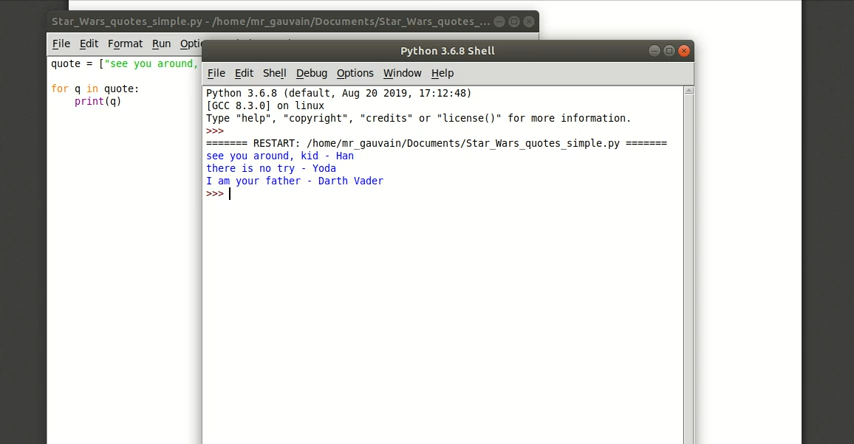 Star_Wars_quotes_simple.py - /home/mr_gauvain/Documents/Star_Wars_quotes_...
File Edit Format Run
quote = ["see you around,
for q in quote:
print(q)
Python 3.6.8 Shell
File Edit Shell Debug Options Window Help
Python 3.6.8 (default, Aug 20 2019, 17:12:48)
[GCC 8.3.0] on linux
Type "help", "copyright", "credits" or "license()" for more information.
>>>
======= RESTART: /home/mr_gauvain/Documents/Star_Wars_quotes_simple.py =======
see you around, kid - Han
there is no try - Yoda
I am your father - Darth Vader
>>>